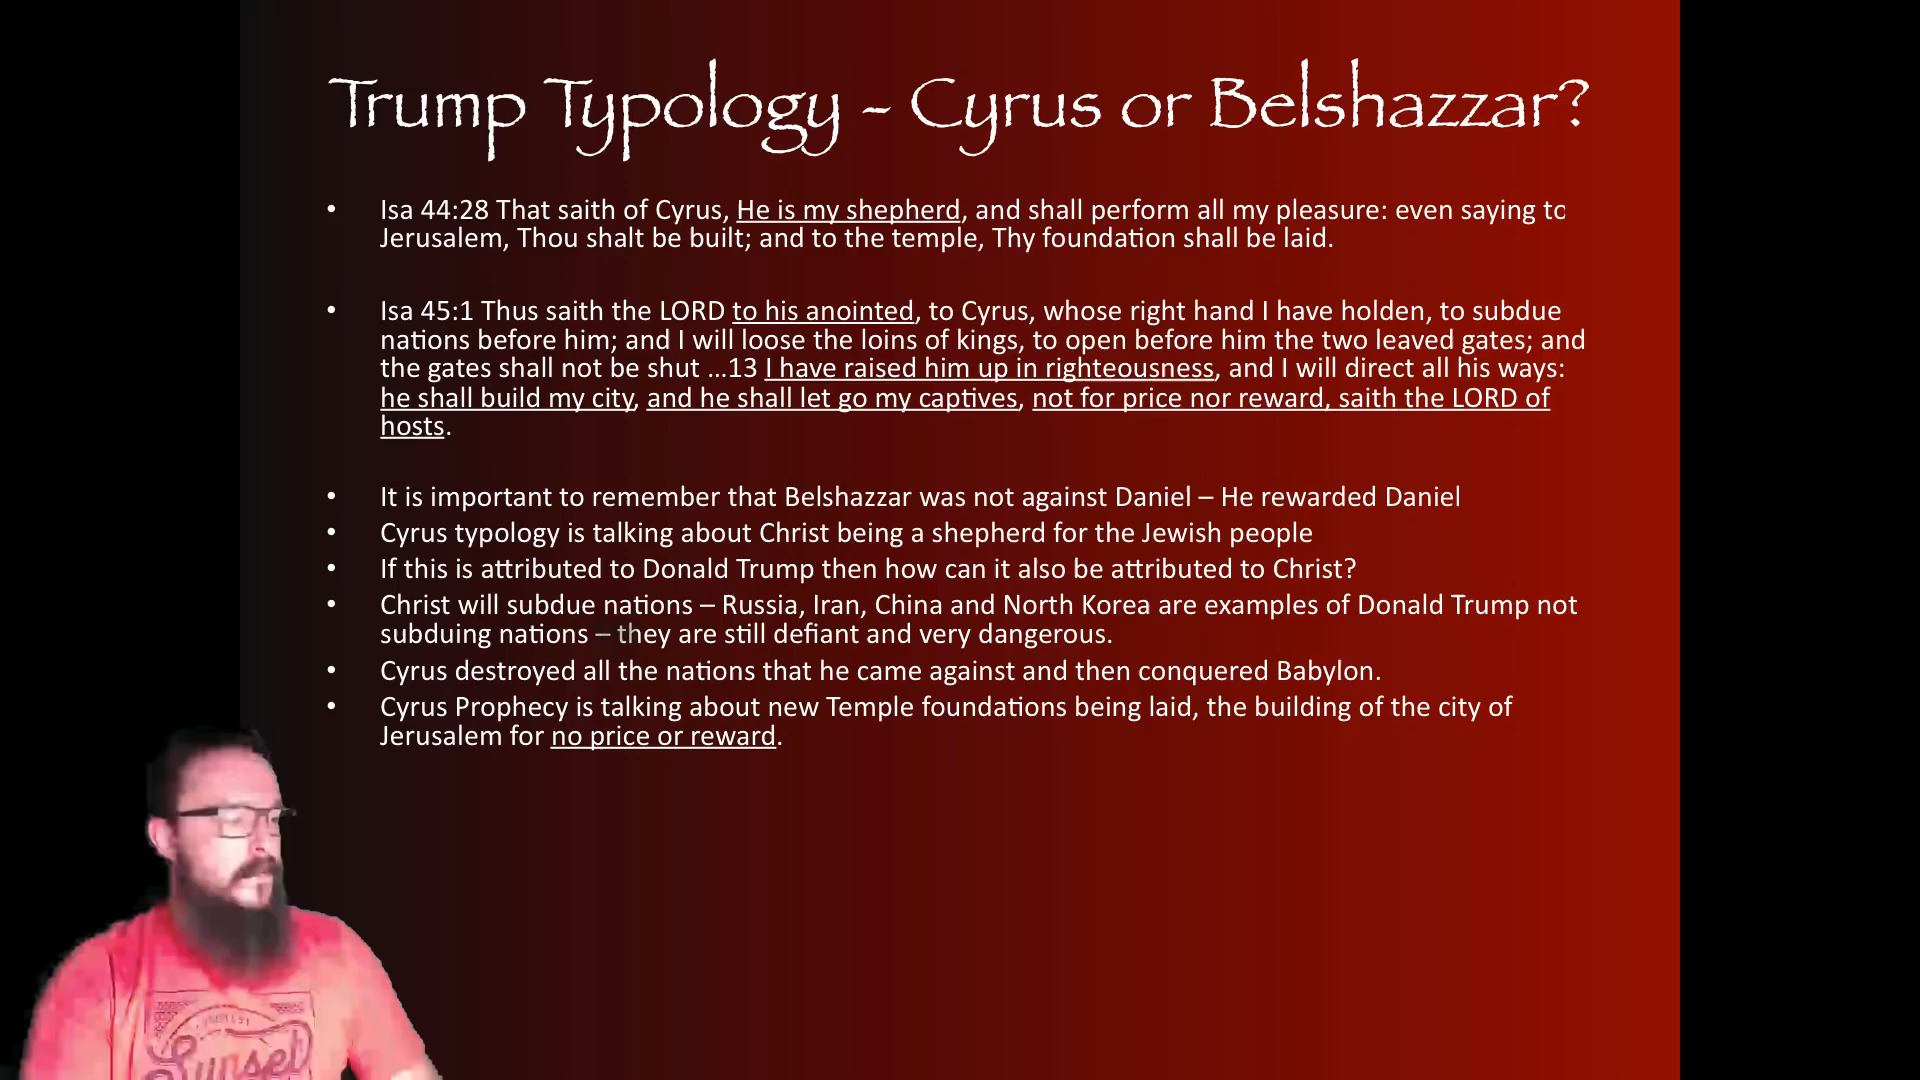 Trump Typology - Cyrus or Belshazzar?
• Isa 44:28 That saith of Cyrus, He is my shepherd, and shall perform all my pleasure: even saying to
Jerusalem, Thou shalt be built; and to the temple, Thy foundation shall be laid.
• Isa 45:1 Thus saith the LORD to his anointed, to Cyrus, whose right hand I have holden, to subdue
nations before him; and I will loose the loins of kings, to open before him the two leaved gates; and
the gates shall not be shut ...13 I have raised him up in righteousness, and I will direct all his ways:
he shall build my city, and he shall let go my captives, not for price nor reward, saith the LORD of
hosts.
• It is important to remember that Belshazzar was not against Daniel – He rewarded Daniel
• Cyrus typology is talking about Christ being a shepherd for the Jewish people
• If this is attributed to Donald Trump then how can it also be attributed to Christ?
• Christ will subdue nations – Russia, Iran, China and North Korea are examples of Donald Trump not
subduing nations – they are still defiant and very dangerous.
• Cyrus destroyed all the nations that he came against and then conquered Babylon.
• Cyrus Prophecy is talking about new Temple foundations being laid, the building of the city of
Jerusalem for no price or reward.
Sunset